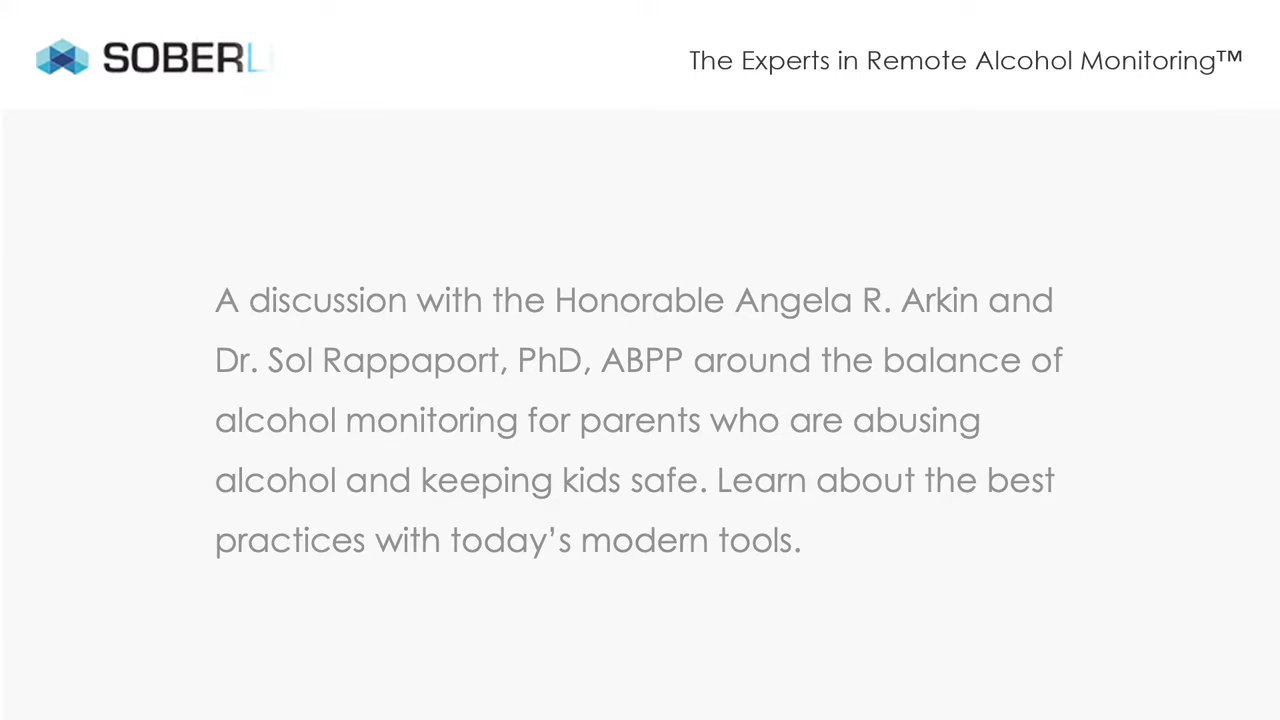 SOBERL
The Experts in Remote Alcohol Monitoring™
A discussion with the Honorable Angela R. Arkin and
Dr. Sol Rappaport, PhD, ABPP around the balance of
alcohol monitoring for parents who are abusing
alcohol and keeping kids safe. Learn about the best
practices with today’s modern tools.